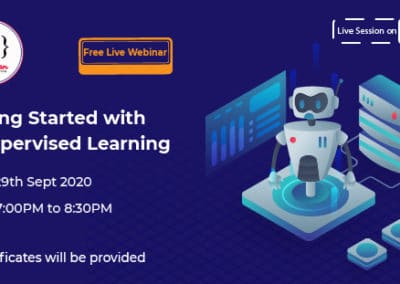 Free Live Webinar
Live Session on
ng Started with
pervised Learning
29th Sept 2020
7:00PM to 8:30PM
ficates will be provided